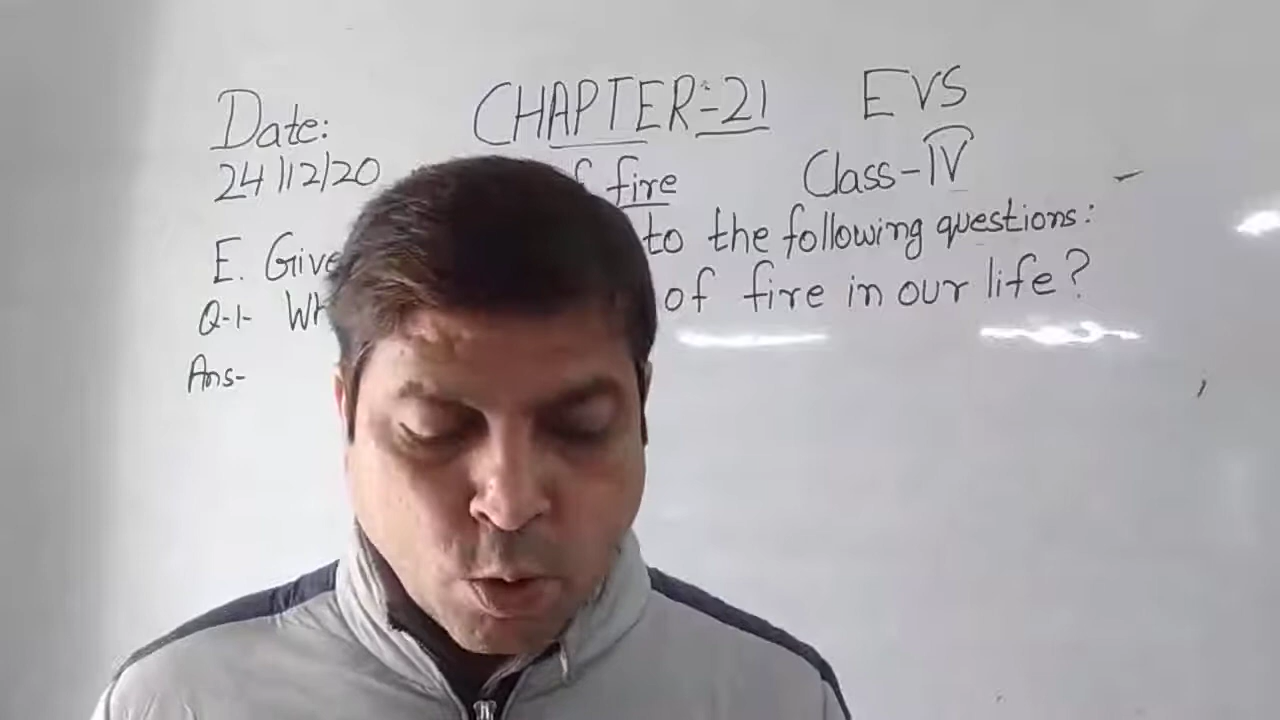 Date: CHAPTER:-21 EVS
24/12/20 fire Class-IV
E. Give to the following questions:
Q-1- of fire in our life?
Ans-